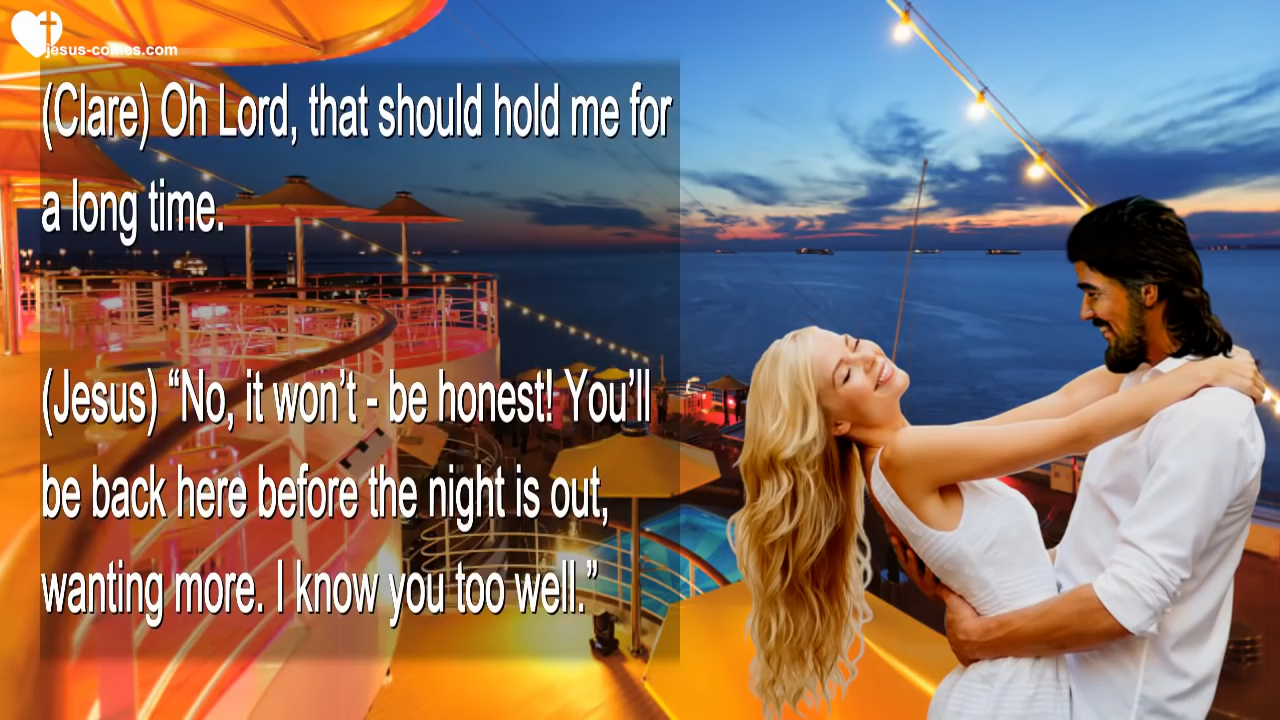 jesus-comes.com
(Clare) Oh Lord, that should hold me for
a long time.
(Jesus) “No, it won’t - be honest! You’ll
be back here before the night is out,
wanting more. I know you too well.”